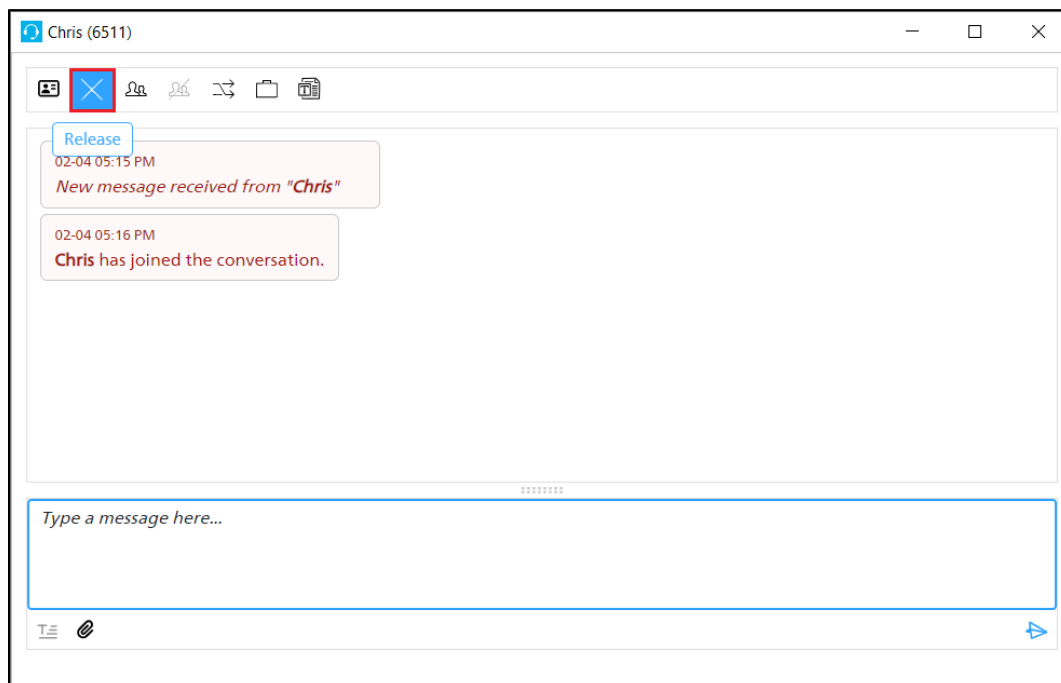 Chris (6511)
Release
02-04 05:15 PM
New message received from "Chris"
02-04 05:16 PM
Chris has joined the conversation.
Type a message here...